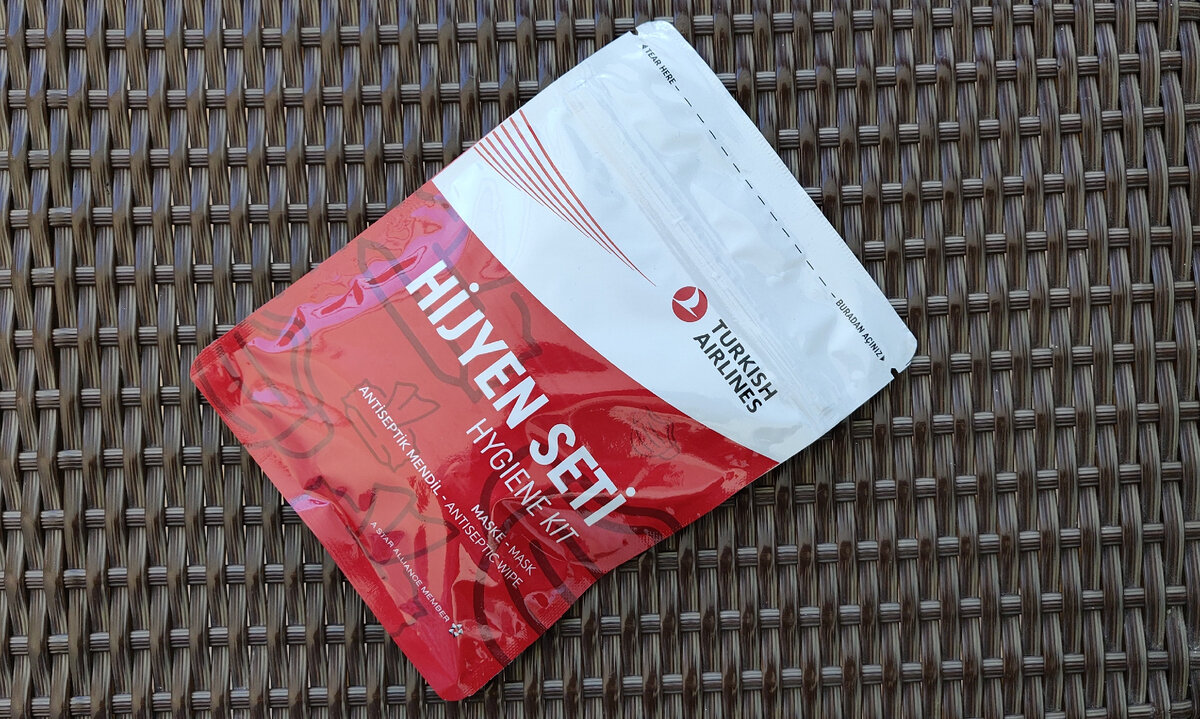 TEAR HERE
BURADAN AÇINIZ
TURKISH
AIRLINES
HİJYEN SETİ
HYGIENE KIT
MASKE - MASK
ANTİSEPTİK MENDİL - ANTISEPTIC WIPE
A STAR ALLIANCE MEMBER